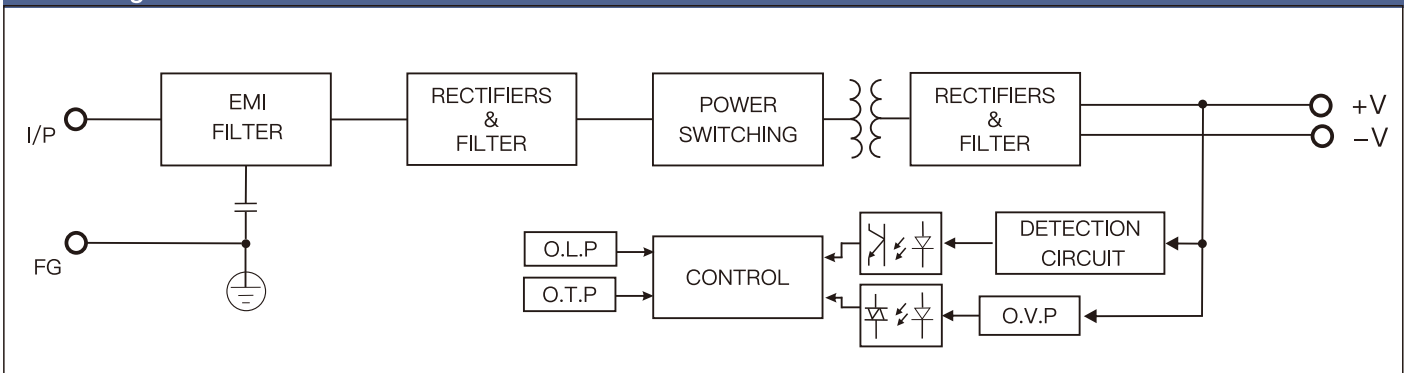 I/P
EMI
FILTER
RECTIFIERS
&
FILTER
POWER
SWITCHING
RECTIFIERS
&
FILTER
+V
−V
FG
O.L.P
O.T.P
CONTROL
DETECTION
CIRCUIT
O.V.P